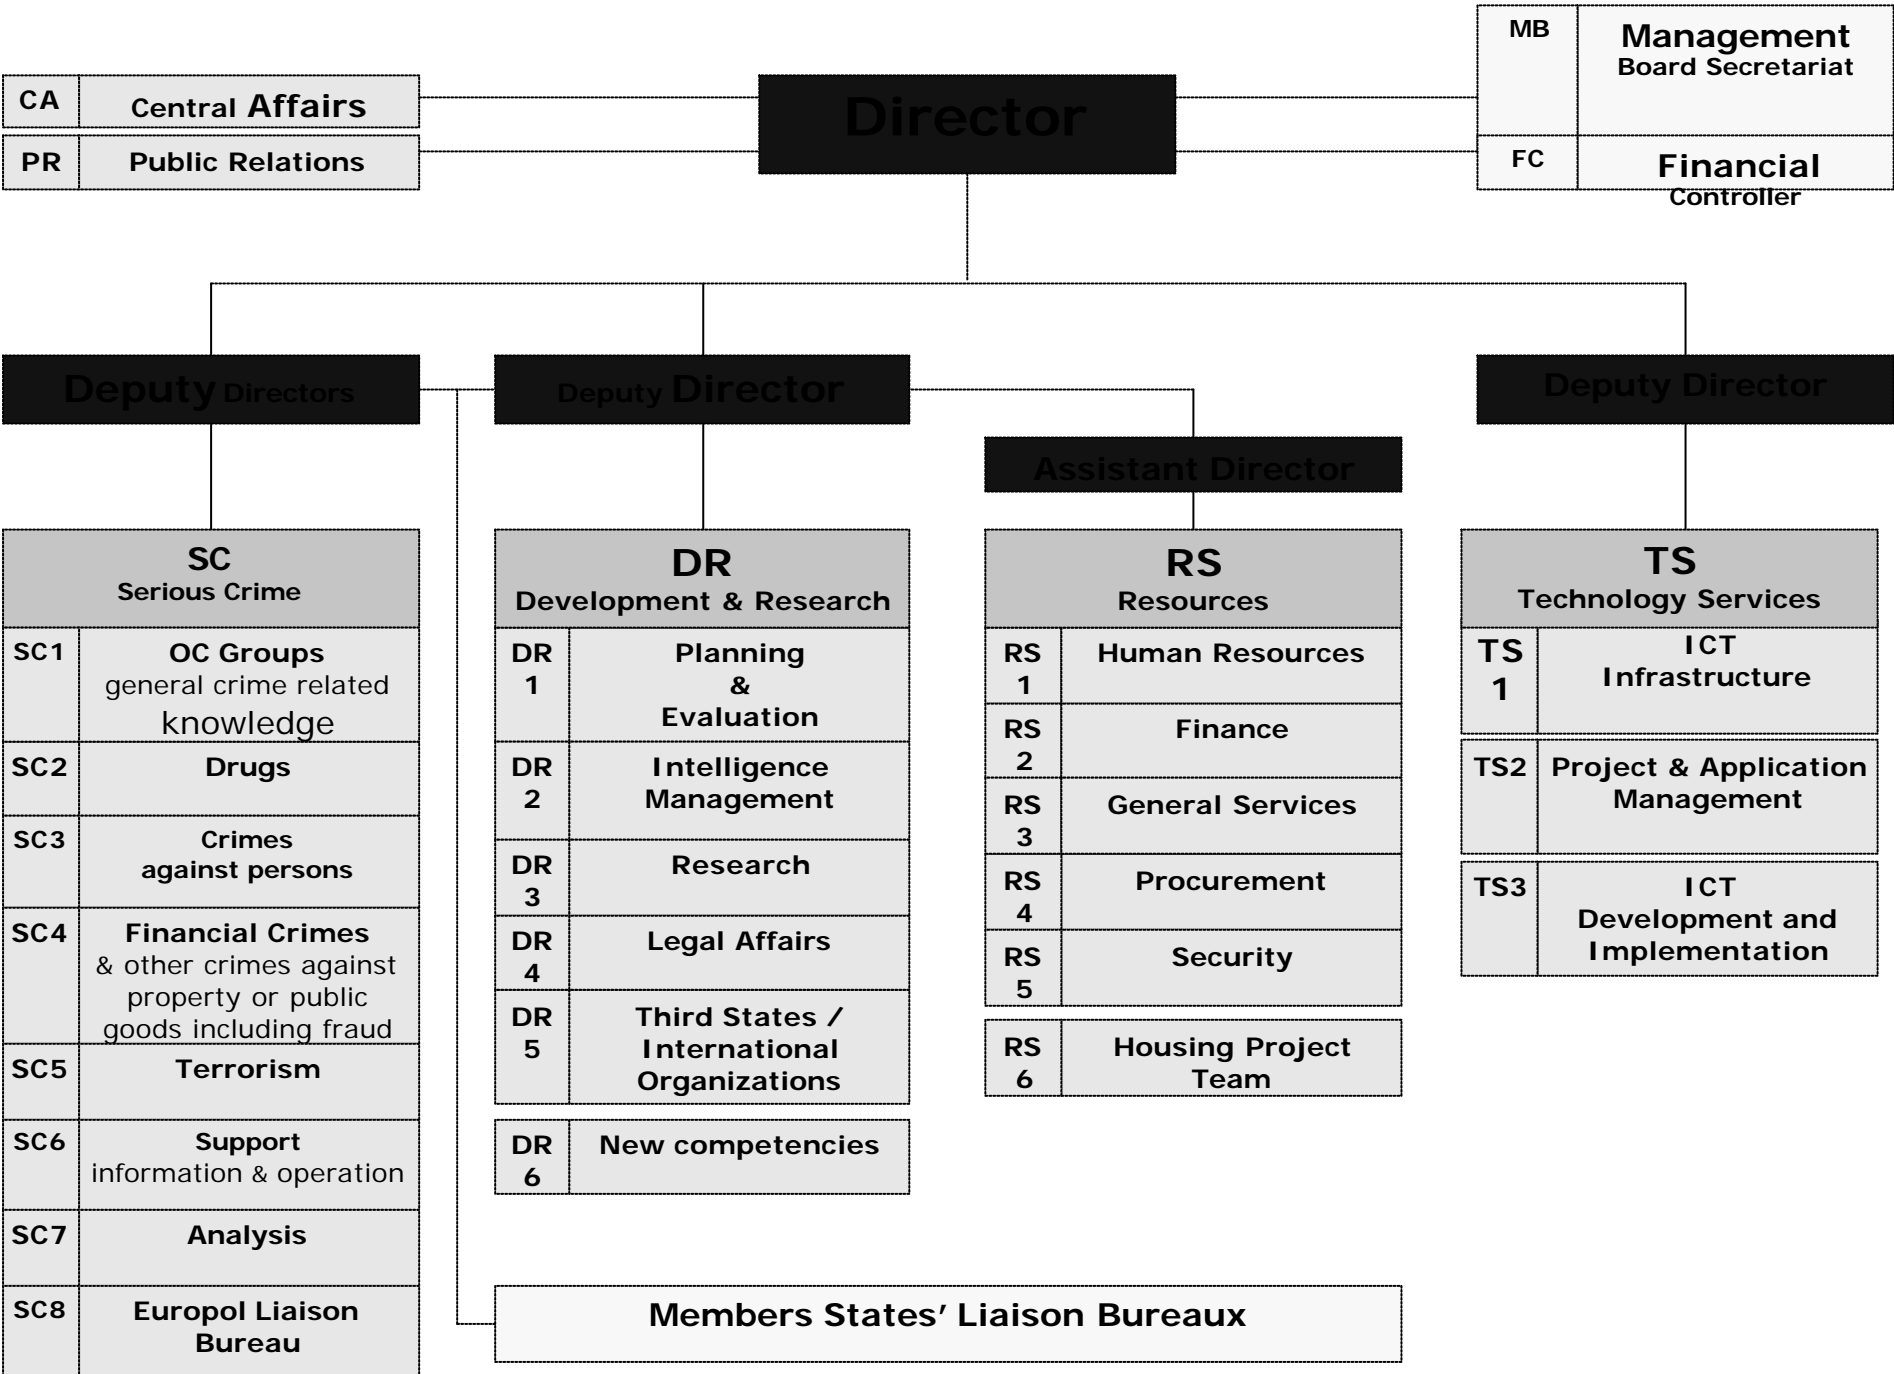 MB
Management
Board Secretariat
CA
Central Affairs
Director
PR
Public Relations
FC
Financial
Controller
Deputy Directors
Deputy Director
Deputy Director
Assistant Director
SC
Serious Crime
SC1
OC Groups
general crime related
knowledge
SC2
Drugs
SC3
Crimes
against persons
SC4
Financial Crimes
& other crimes against
property or public
goods including fraud
SC5
Terrorism
SC6
Support
information & operation
SC7
Analysis
SC8
Europol Liaison
Bureau
DR
Development & Research
DR
1
Planning
&
Evaluation
DR
2
Intelligence
Management
DR
3
Research
DR
4
Legal Affairs
DR
5
Third States /
International
Organizations
DR
6
New competencies
RS
Resources
RS
1
Human Resources
RS
2
Finance
RS
3
General Services
RS
4
Procurement
RS
5
Security
RS
6
Housing Project
Team
TS
Technology Services
TS
1
ICT
Infrastructure
TS2
Project & Application
Management
TS3
ICT
Development and
Implementation
Members States’ Liaison Bureaux